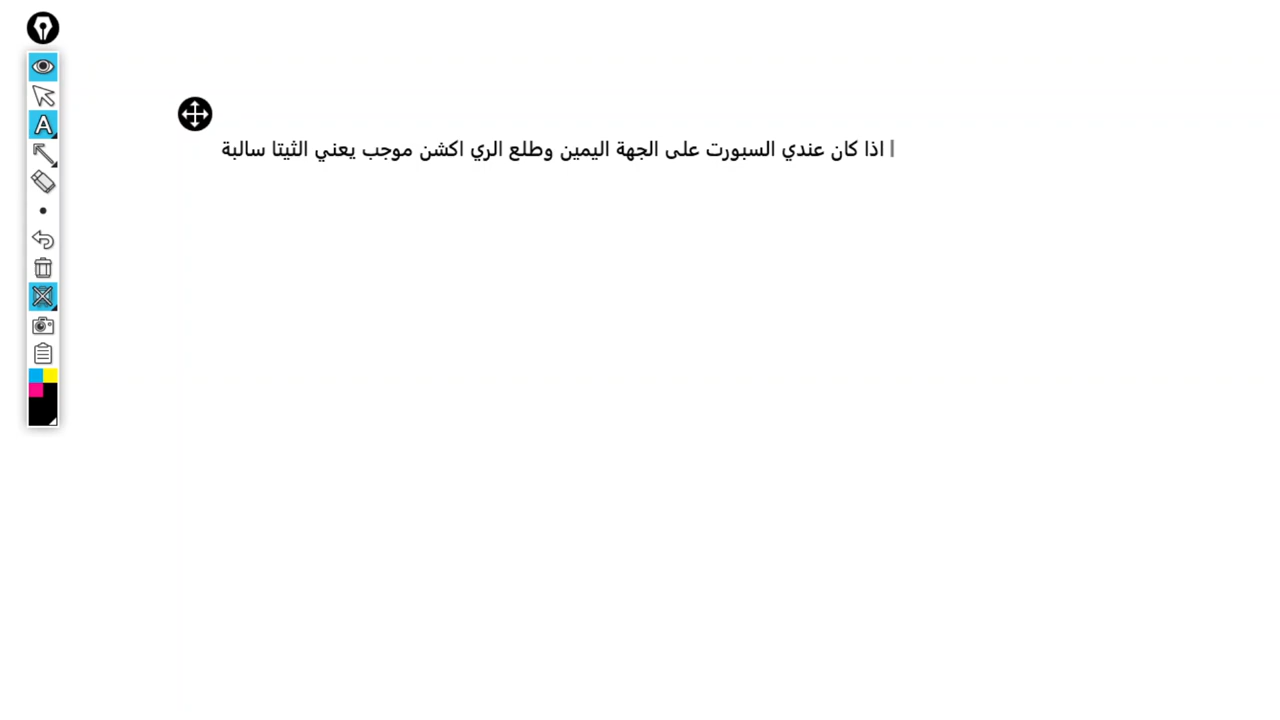 اذا كان عندي السبورت على الجهة اليمين وطلع الري اكشن موجب يعني الثيتا سالبة